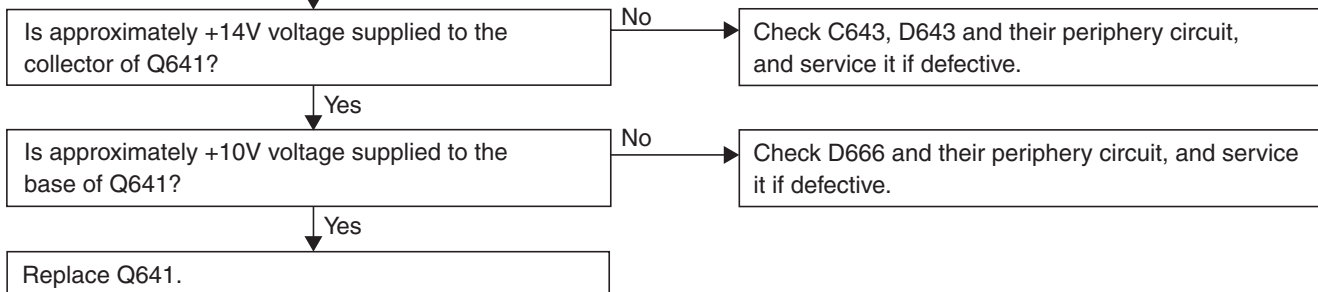 Is approximately +14V voltage supplied to the
collector of Q641?
No
Check C643, D643 and their periphery circuit,
and service it if defective.
Yes
Is approximately +10V voltage supplied to the
base of Q641?
No
Check D666 and their periphery circuit, and service
it if defective.
Yes
Replace Q641.